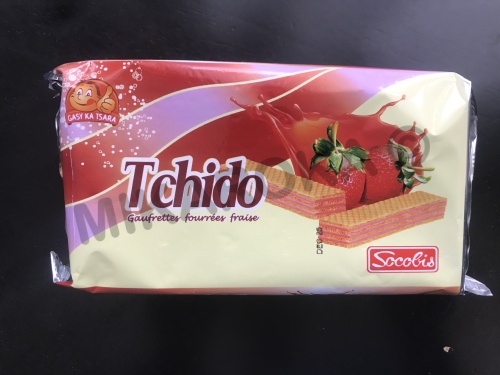 GASY KA TSARA
Tchido
Gaufrettes fourrées fraise
Socobis